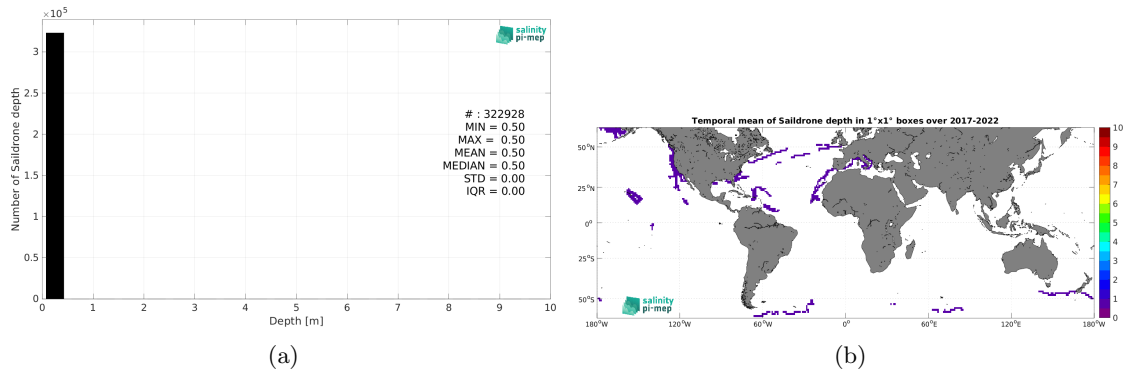 ×10⁵
3
2.5
2
1.5
1
0.5
0
Number of Saildrone depth
0 1 2 3 4 5 6 7 8 9 10
Depth [m]
salinity
pi-mep
# : 322928
MIN = 0.50
MAX = 0.50
MEAN = 0.50
MEDIAN = 0.50
STD = 0.00
IQR = 0.00
(a)
Temporal mean of Saildrone depth in 1°x1° boxes over 2017-2022
50°N
25°N
0°
25°S
50°S
180°W 120°W 60°W 0°E 60°E 120°E 180°W
salinity
pi-mep
10
9
8
7
6
5
4
3
2
1
0
(b)